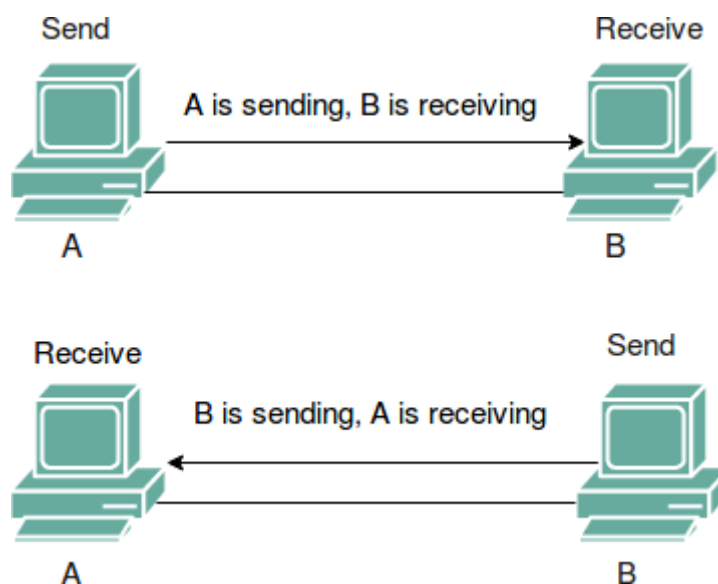 Send
Receive
A is sending, B is receiving
A
B
Receive
Send
B is sending, A is receiving
A
B